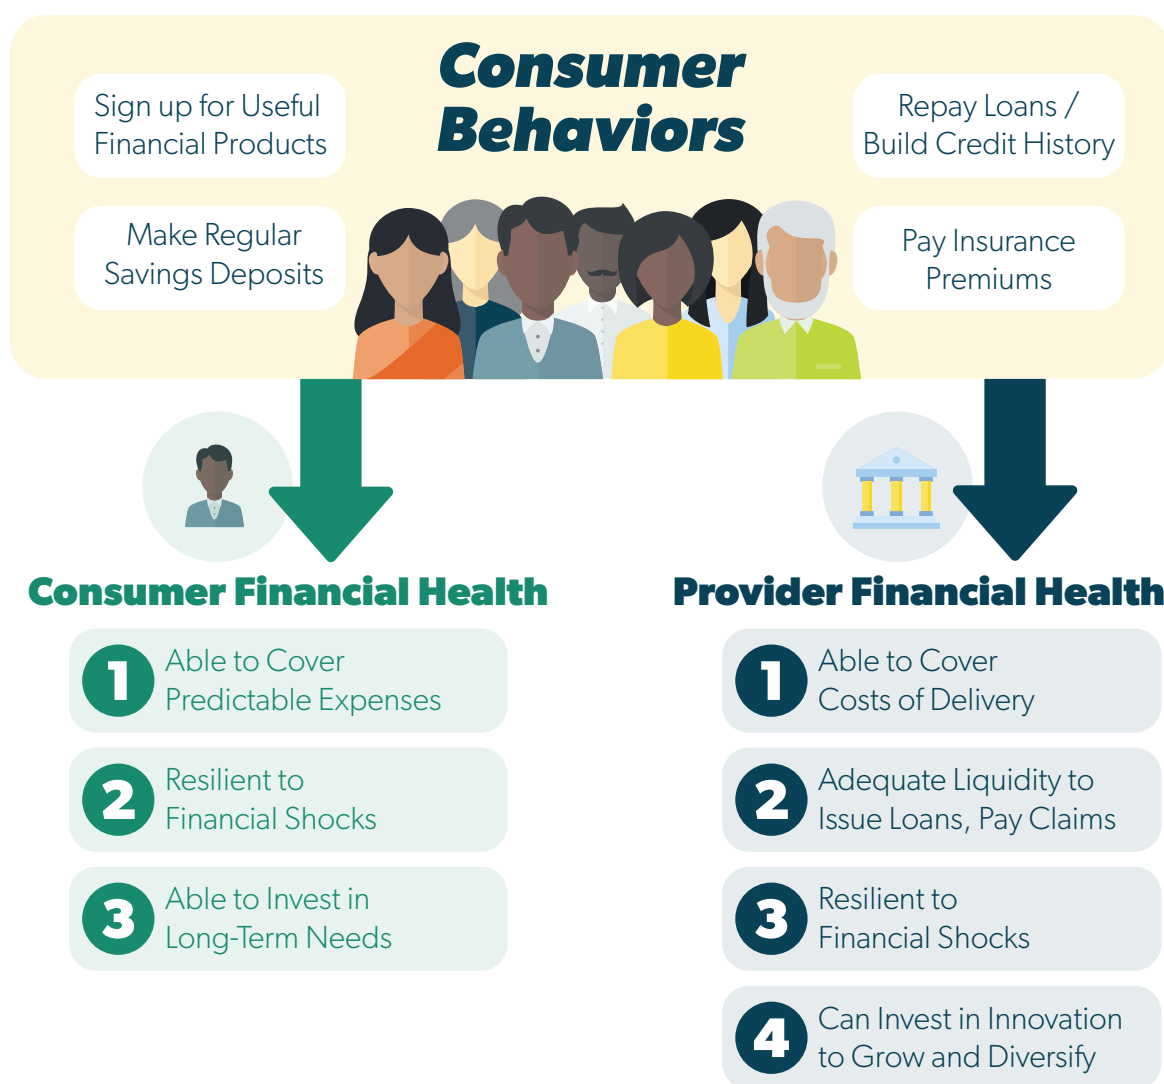 Consumer
Behaviors
Sign up for Useful
Financial Products
Make Regular
Savings Deposits
Repay Loans /
Build Credit History
Pay Insurance
Premiums
Consumer Financial Health
1
Able to Cover
Predictable Expenses
2
Resilient to
Financial Shocks
3
Able to Invest in
Long-Term Needs
Provider Financial Health
1
Able to Cover
Costs of Delivery
2
Adequate Liquidity to
Issue Loans, Pay Claims
3
Resilient to
Financial Shocks
4
Can Invest in Innovation
to Grow and Diversify